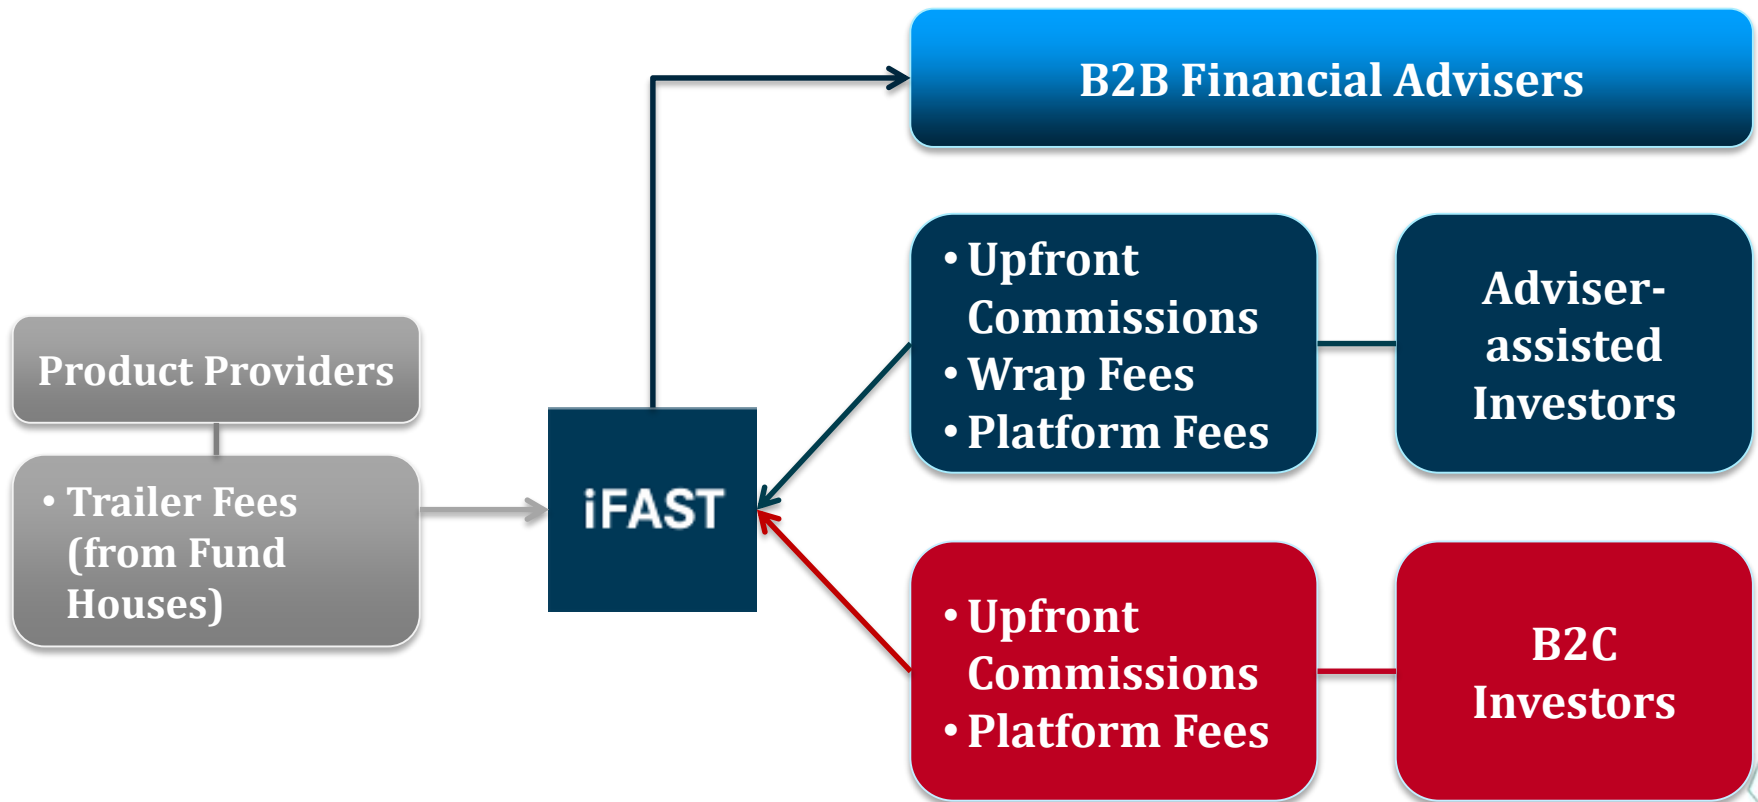 B2B Financial Advisers
Product Providers
• Trailer Fees
(from Fund
Houses)
iFAST
• Upfront
Commissions
• Wrap Fees
• Platform Fees
Adviser-
assisted
Investors
• Upfront
Commissions
• Platform Fees
B2C
Investors